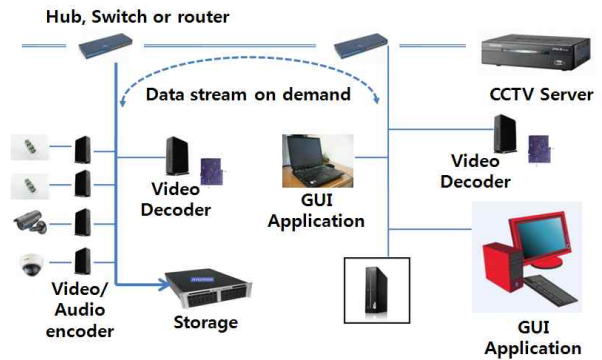 Hub, Switch or router
Data stream on demand
CCTV Server
Video
Decoder
GUI
Application
Video
Decoder
Video/
Audio
encoder
Storage
GUI
Application